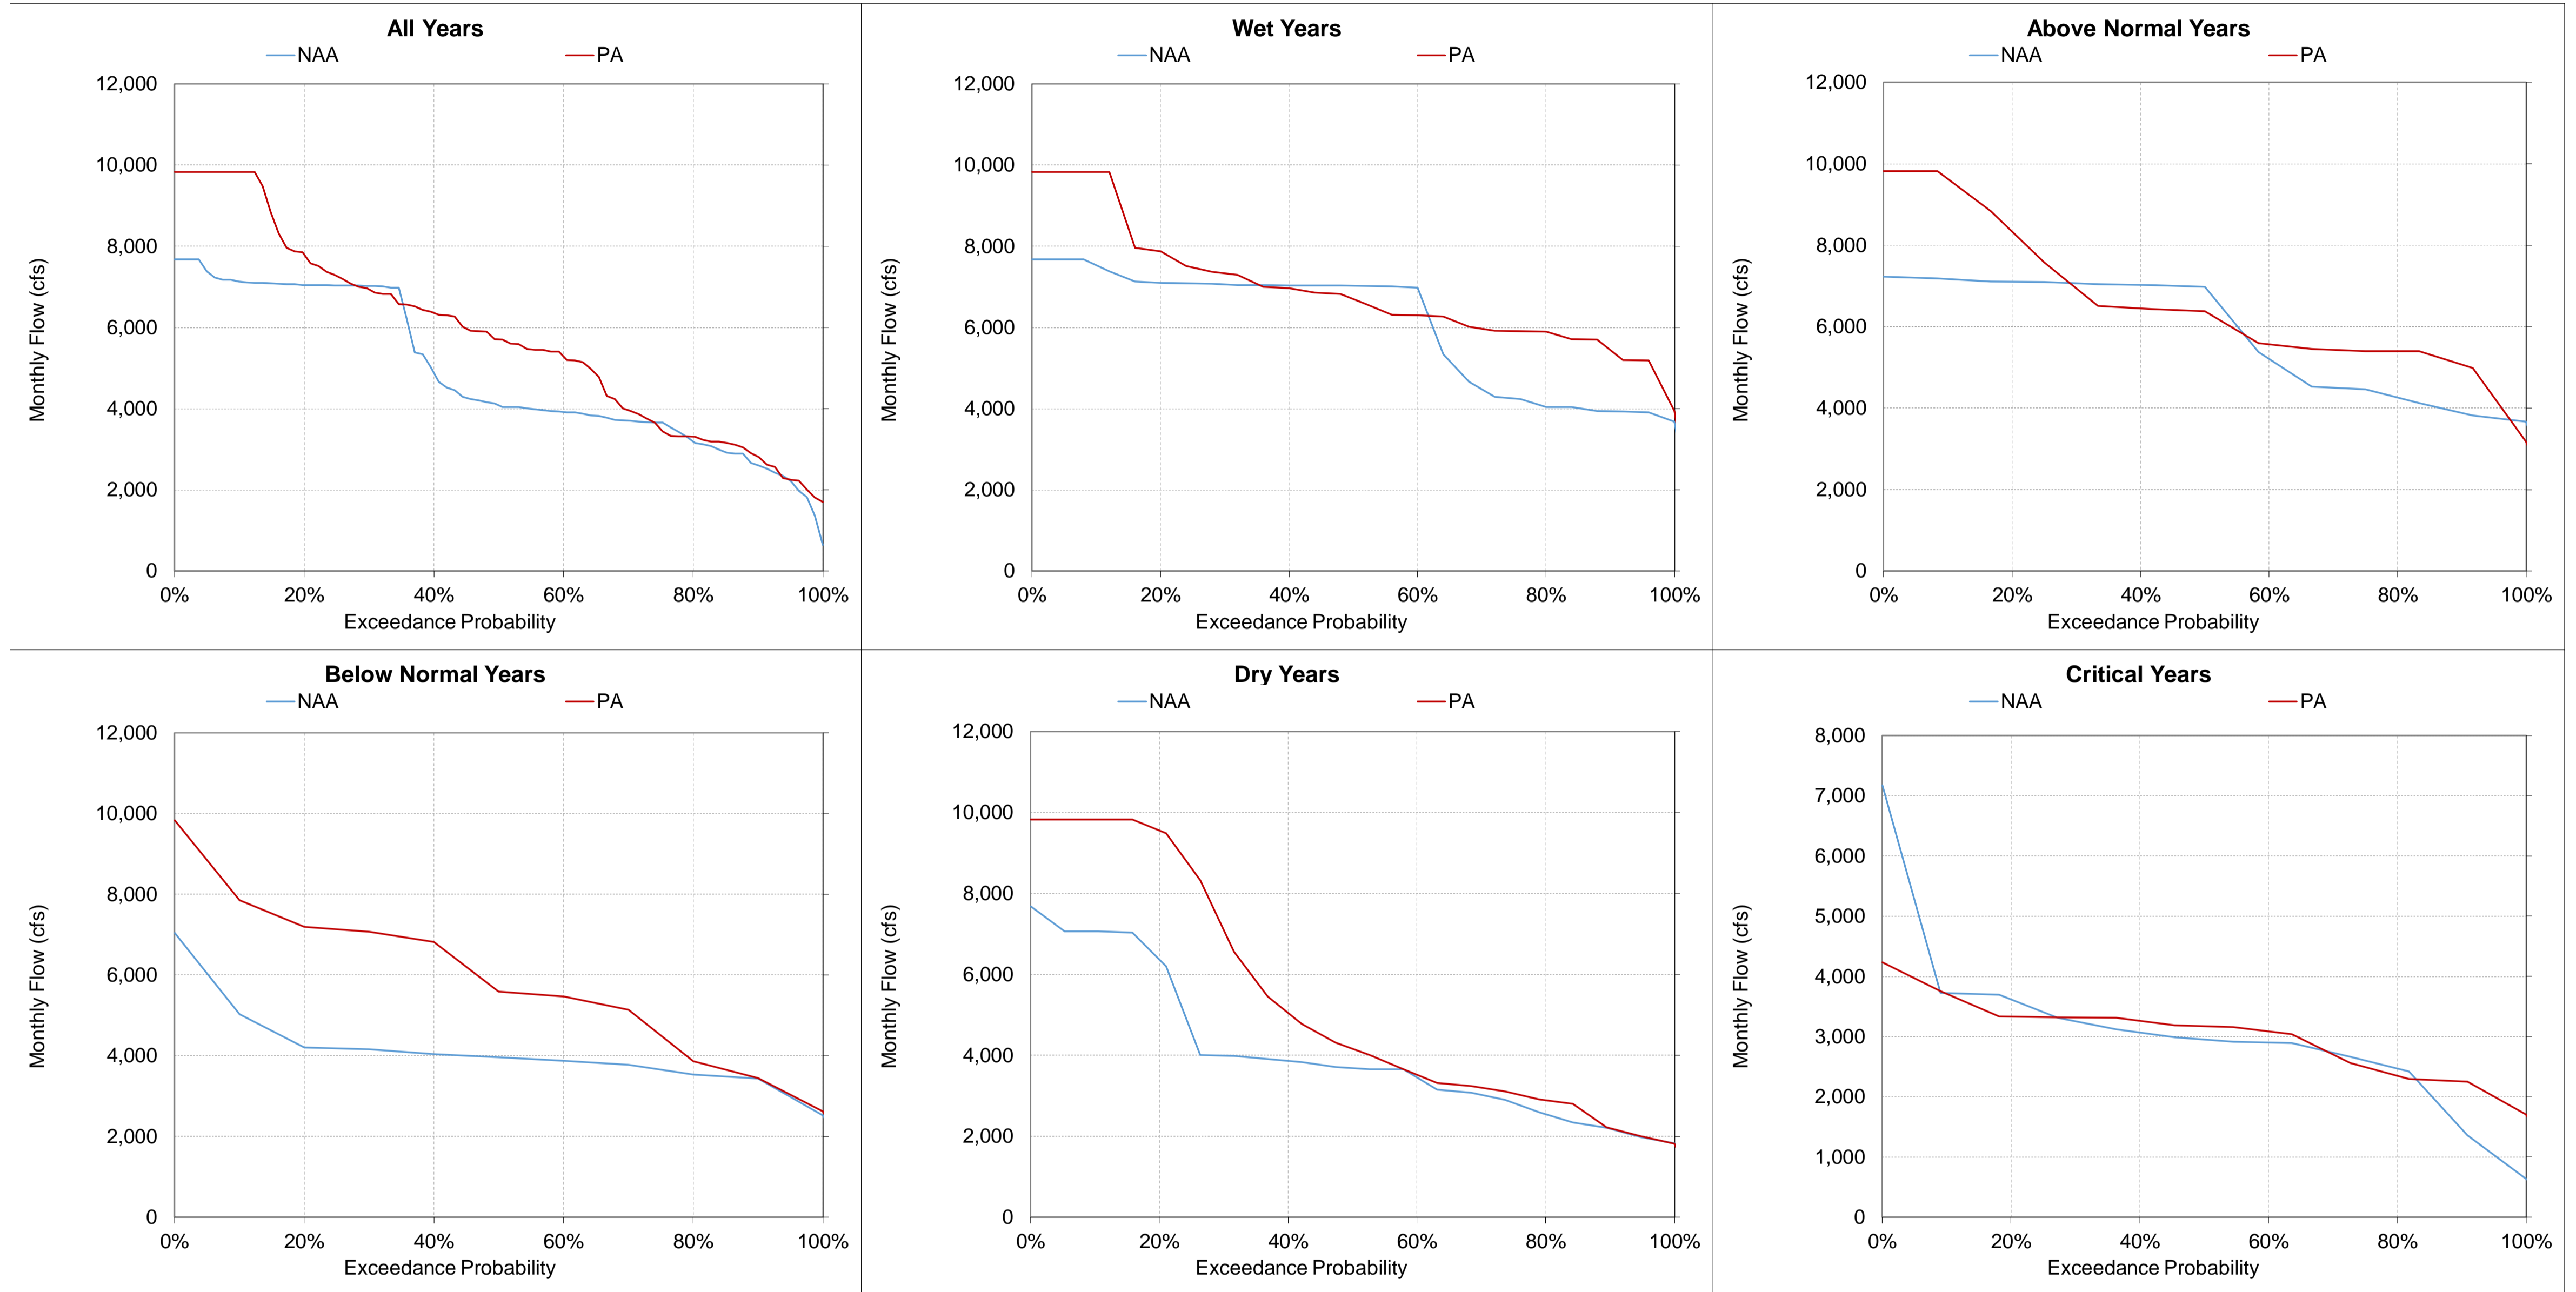 All Years
NAA PA
12,000
10,000
8,000
6,000
4,000
2,000
0
Monthly Flow (cfs)
0% 20% 40% 60% 80% 100%
Exceedance Probability
Wet Years
NAA PA
12,000
10,000
8,000
6,000
4,000
2,000
0
Monthly Flow (cfs)
0% 20% 40% 60% 80% 100%
Exceedance Probability
Above Normal Years
NAA PA
12,000
10,000
8,000
6,000
4,000
2,000
0
Monthly Flow (cfs)
0% 20% 40% 60% 80% 100%
Exceedance Probability
Below Normal Years
NAA PA
12,000
10,000
8,000
6,000
4,000
2,000
0
Monthly Flow (cfs)
0% 20% 40% 60% 80% 100%
Exceedance Probability
Dry Years
NAA PA
12,000
10,000
8,000
6,000
4,000
2,000
0
Monthly Flow (cfs)
0% 20% 40% 60% 80% 100%
Exceedance Probability
Critical Years
NAA PA
8,000
7,000
6,000
5,000
4,000
3,000
2,000
1,000
0
Monthly Flow (cfs)
0% 20% 40% 60% 80% 100%
Exceedance Probability